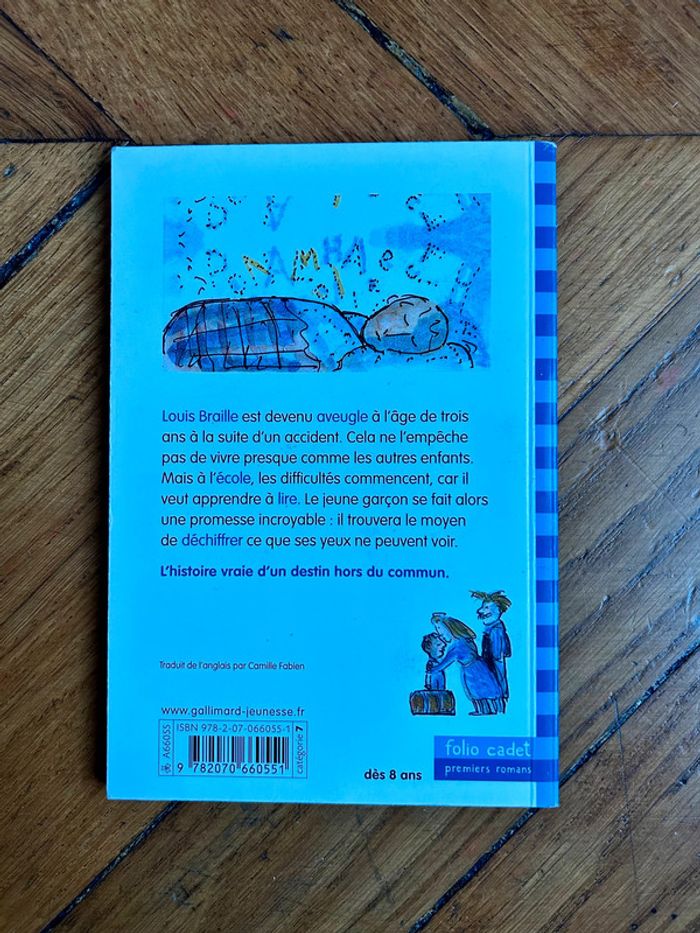 Louis Braille est devenu aveugle à l'âge de trois
ans à la suite d'un accident. Cela ne l'empêche
pas de vivre presque comme les autres enfants.
Mais à l'école, les difficultés commencent, car il
veut apprendre à lire. Le jeune garçon se fait alors
une promesse incroyable : il trouvera le moyen
de déchiffrer ce que ses yeux ne peuvent voir.
L'histoire vraie d'un destin hors du commun.
Traduit de l'anglais par Camille Fabien
www.gallimard-jeunesse.fr
ISBN 978-2-07-066055-1
A66055
catégorie 7
9 782070 660551
dès 8 ans
folio cadet
premiers romans